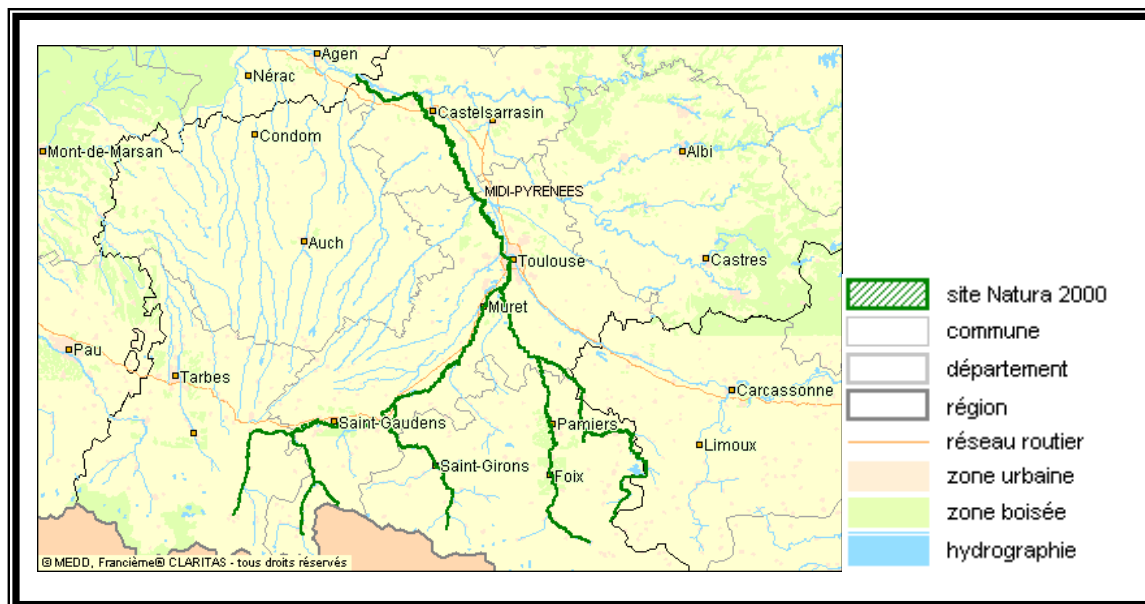 Agen
Nérac
Castelsarrasin
Condom
Mont-de-Marsan
Albi
MIDI-PYRENEES
Auch
Toulouse
Castres
Muret
Pau
Tarbes
Carcassonne
Saint-Gaudens
Pamiers
Limoux
Saint-Girons
Foix
© MEDD, Francième® CLARITAS - tous droits réservés
site Natura 2000
commune
département
région
réseau routier
zone urbaine
zone boisée
hydrographie